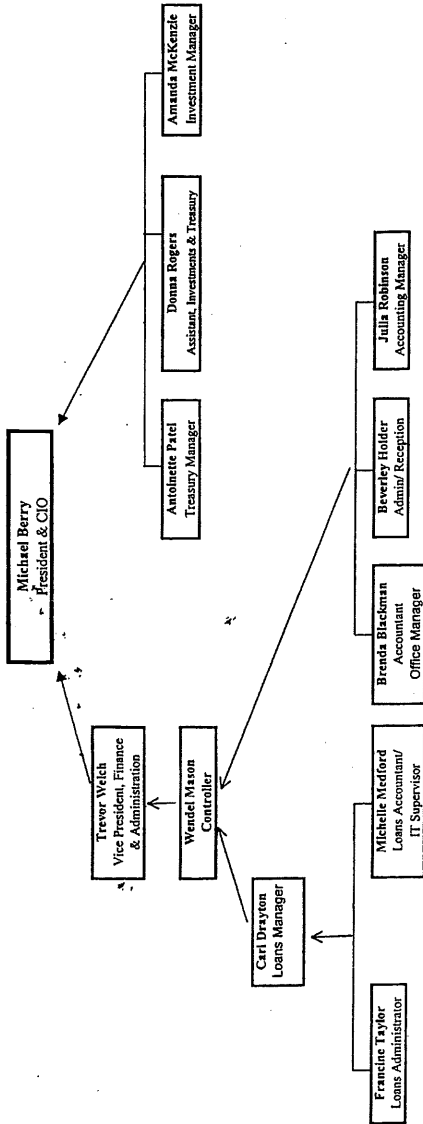 Michael Berry
President & CIO
Trevor Welch
Vice President, Finance
& Administration
Antoinette Patel
Treasury Manager
Donna Rogers
Assistant, Investments & Treasury
Amanda McKenzie
Investment Manager
Wendel Mason
Controller
Carl Drayton
Loans Manager
Francine Taylor
Loans Administrator
Michelle Medford
Loans Accountant/
IT Supervisor
Brenda Blackman
Accountant
Office Manager
Beverley Holder
Admin/ Reception
Julia Robinson
Accounting Manager